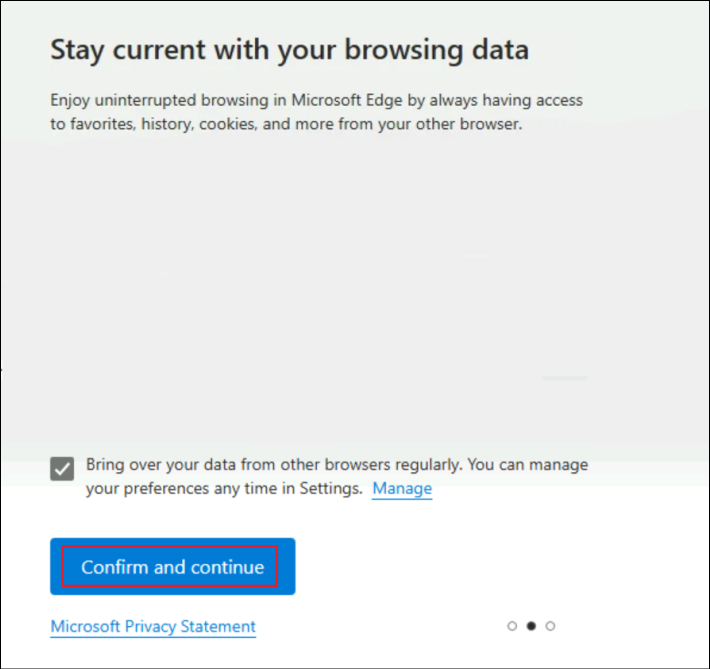 Stay current with your browsing data
Enjoy uninterrupted browsing in Microsoft Edge by always having access
to favorites, history, cookies, and more from your other browser.
Bring over your data from other browsers regularly. You can manage
your preferences any time in Settings. Manage
Confirm and continue
Microsoft Privacy Statement